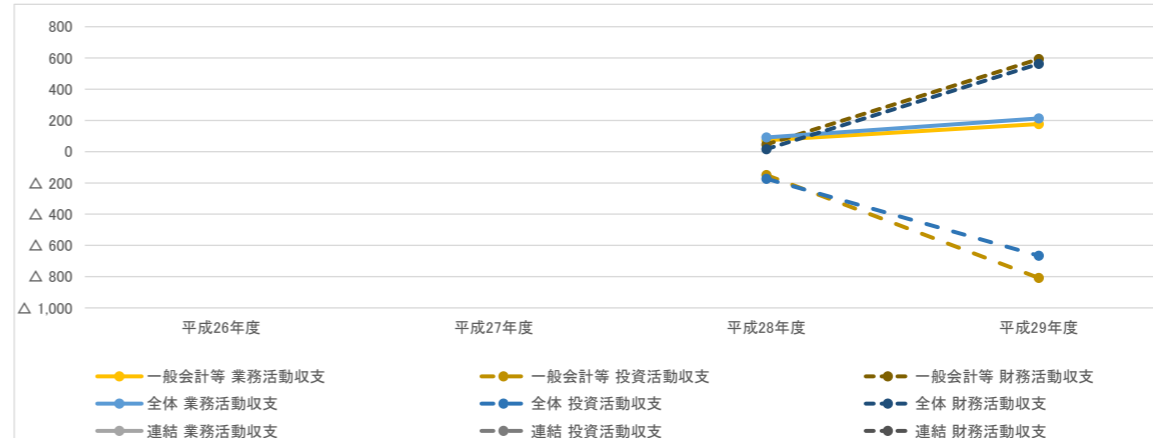 800
600
400
200
0
△ 200
△ 400
△ 600
△ 800
△ 1,000
平成26年度 平成27年度 平成28年度 平成29年度
一般会計等 業務活動収支 一般会計等 投資活動収支 一般会計等 財務活動収支
全体 業務活動収支 全体 投資活動収支 全体 財務活動収支
連結 業務活動収支 連結 投資活動収支 連結 財務活動収支